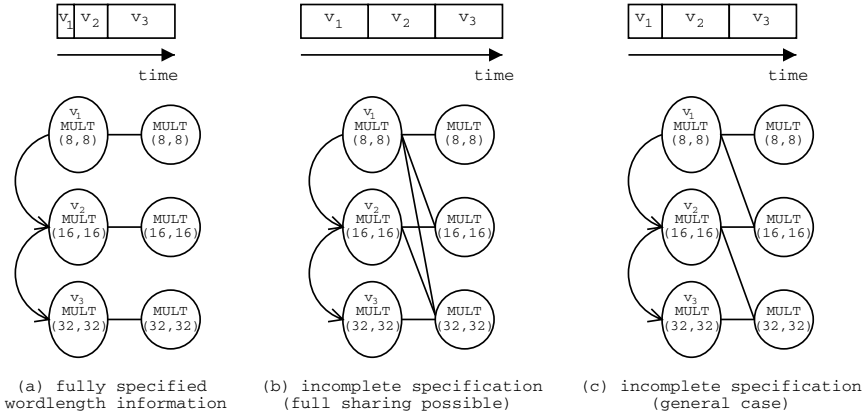 v1 v2 v3
time
v1
MULT
(8,8)
MULT
(8,8)
v2
MULT
(16,16)
MULT
(16,16)
v3
MULT
(32,32)
MULT
(32,32)
(a) fully specified
wordlength information
v1 v2 v3
time
v1
MULT
(8,8)
MULT
(8,8)
v2
MULT
(16,16)
MULT
(16,16)
v3
MULT
(32,32)
MULT
(32,32)
(b) incomplete specification
(full sharing possible)
v1 v2 v3
time
v1
MULT
(8,8)
MULT
(8,8)
v2
MULT
(16,16)
MULT
(16,16)
v3
MULT
(32,32)
MULT
(32,32)
(c) incomplete specification
(general case)